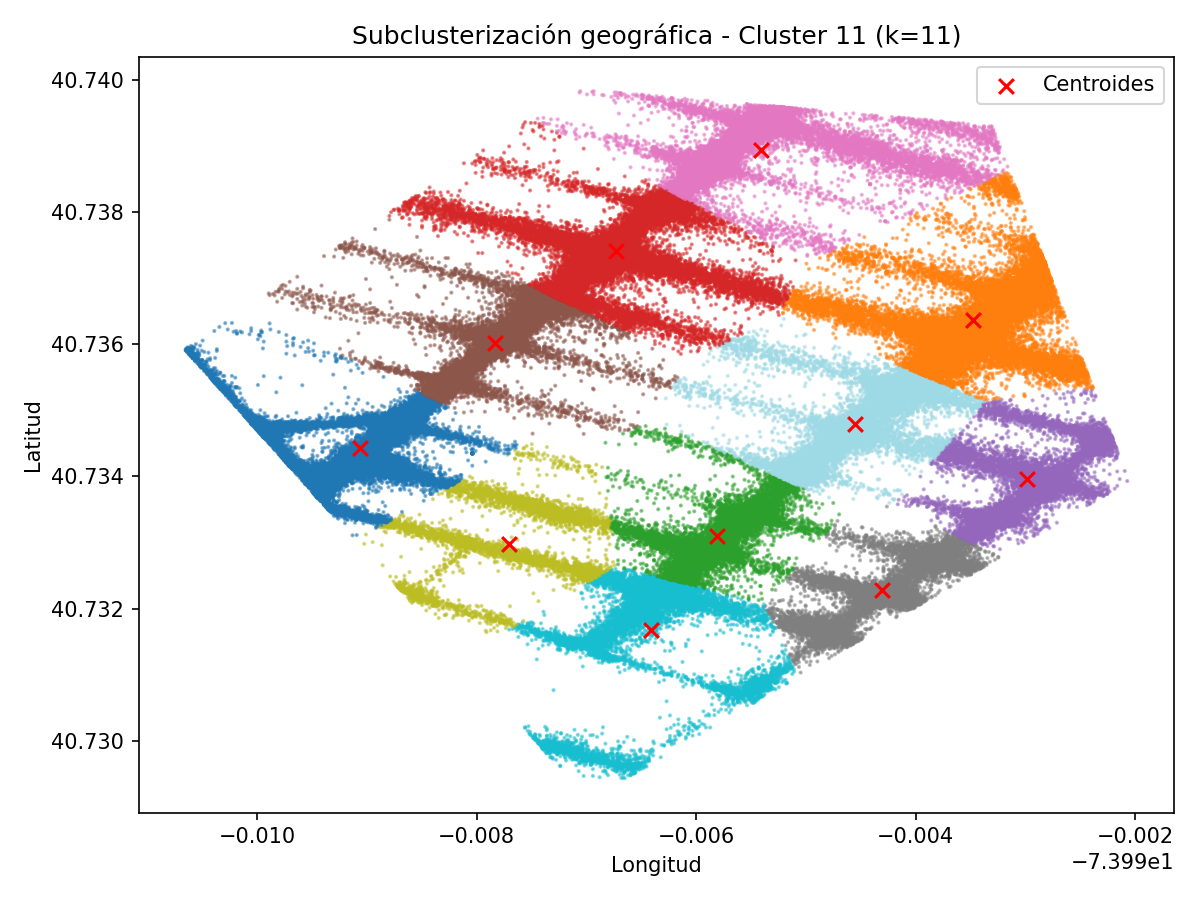 Subclusterización geográfica - Cluster 11 (k=11)
Centroides
40.740
40.738
40.736
40.734
40.732
40.730
Latitud
−0.010
−0.008
−0.006
−0.004
−0.002
−7.399e1
Longitud